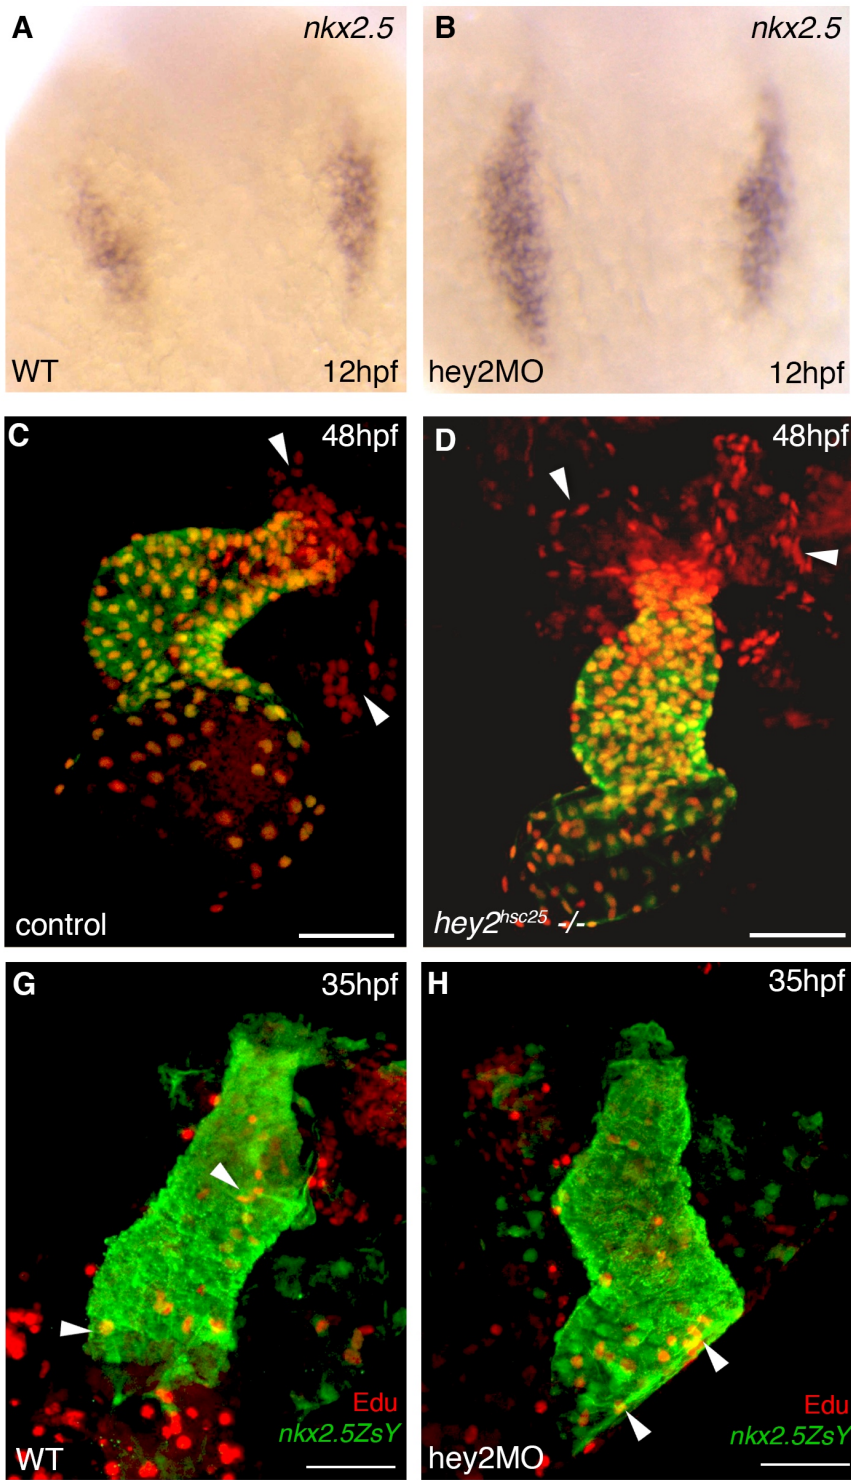 A nkx2.5
B nkx2.5
WT 12hpf
hey2MO 12hpf
C 48hpf
D 48hpf
control
hey2hsc25 -/-
G 35hpf
H 35hpf
Edu
nkx2.5ZsY
WT
Edu
nkx2.5ZsY
hey2MO